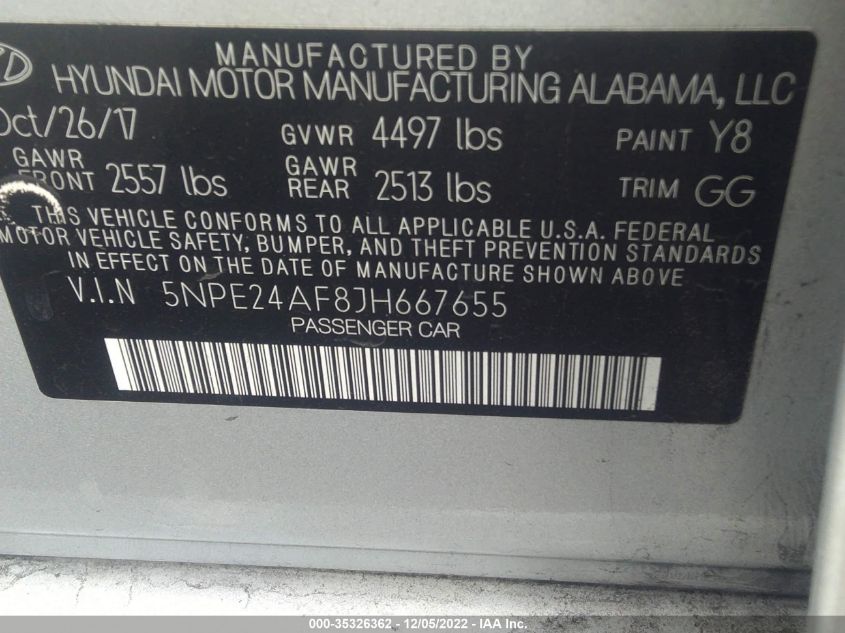 MANUFACTURED BY
HYUNDAI MOTOR MANUFACTURING ALABAMA, LLC
Oct/26/17 GVWR 4497 lbs PAINT Y8
GAWR FRONT 2557 lbs GAWR REAR 2513 lbs TRIM GG
THIS VEHICLE CONFORMS TO ALL APPLICABLE U.S.A. FEDERAL
MOTOR VEHICLE SAFETY, BUMPER, AND THEFT PREVENTION STANDARDS
IN EFFECT ON THE DATE OF MANUFACTURE SHOWN ABOVE
V.I.N 5NPE24AF8JH667655
PASSENGER CAR
000-35326362 - 12/05/2022 - IAA Inc.